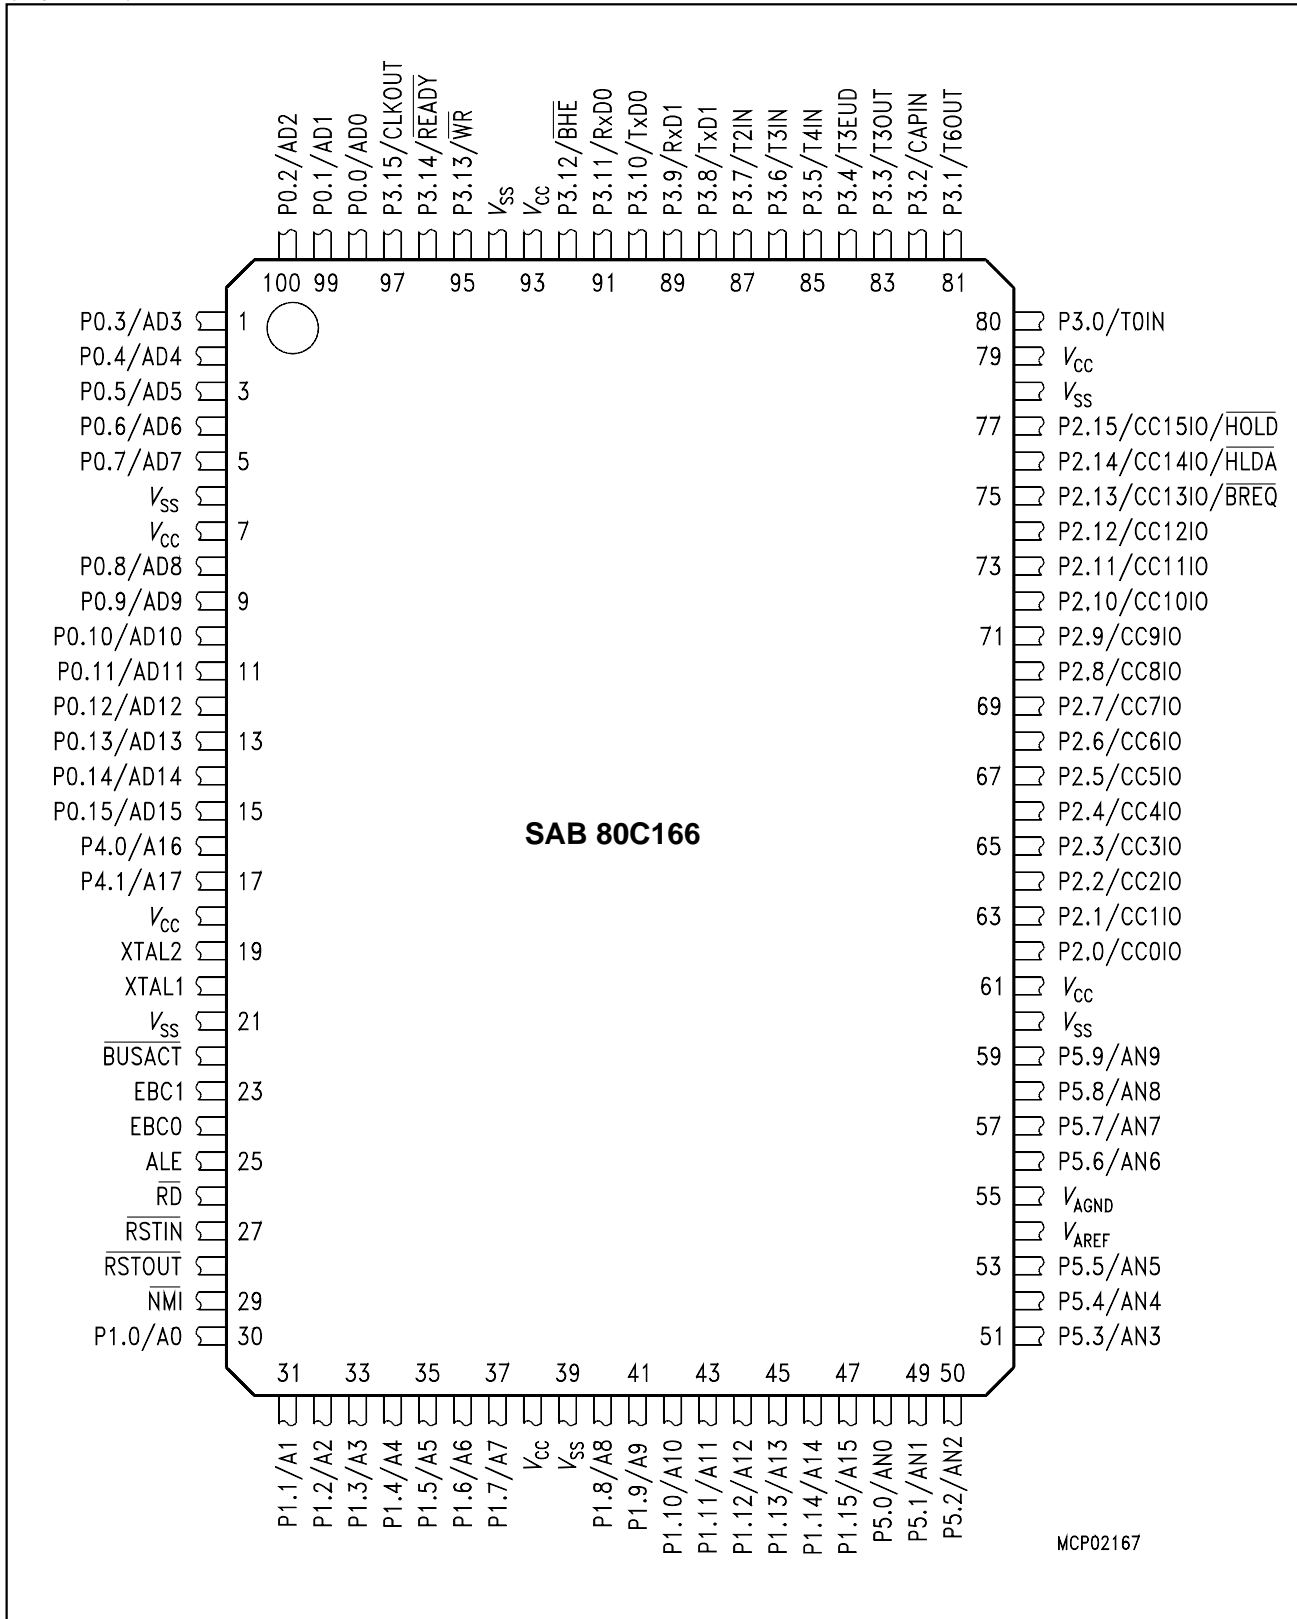 P0.2/AD2
P0.1/AD1
P0.0/AD0
P3.15/CLKOUT
P3.14/READY
P3.13/WR
VSS
VCC
P3.12/BHE
P3.11/RxD0
P3.10/TxD0
P3.9/RxD1
P3.8/TxD1
P3.7/T2IN
P3.6/T3IN
P3.5/T4IN
P3.4/T3EUD
P3.3/T3OUT
P3.2/CAPIN
P3.1/T6OUT
100 99 97 95 93 91 89 87 85 83 81
P0.3/AD3 1 80 P3.0/T0IN
P0.4/AD4 79 VCC
P0.5/AD5 3 VSS
P0.6/AD6 77 P2.15/CC15IO/HOLD
P0.7/AD7 5 P2.14/CC14IO/HLDA
VSS 75 P2.13/CC13IO/BREQ
VCC 7 P2.12/CC12IO
P0.8/AD8 73 P2.11/CC11IO
P0.9/AD9 9 P2.10/CC10IO
P0.10/AD10 71 P2.9/CC9IO
P0.11/AD11 11 P2.8/CC8IO
P0.12/AD12 69 P2.7/CC7IO
P0.13/AD13 13 P2.6/CC6IO
P0.14/AD14 67 P2.5/CC5IO
P0.15/AD15 15 P2.4/CC4IO
SAB 80C166
P4.0/A16 65 P2.3/CC3IO
P4.1/A17 17 P2.2/CC2IO
VCC 63 P2.1/CC1IO
XTAL2 19 P2.0/CC0IO
XTAL1 61 VCC
VSS 21 VSS
BUSACT 59 P5.9/AN9
EBC1 23 P5.8/AN8
EBC0 57 P5.7/AN7
ALE 25 P5.6/AN6
RD 55 VAGND
RSTIN 27 VAREF
RSTOUT 53 P5.5/AN5
NMI 29 P5.4/AN4
P1.0/A0 30 51 P5.3/AN3
31 33 35 37 39 41 43 45 47 49 50
P1.1/A1
P1.2/A2
P1.3/A3
P1.4/A4
P1.5/A5
P1.6/A6
P1.7/A7
VCC
VSS
P1.8/A8
P1.9/A9
P1.10/A10
P1.11/A11
P1.12/A12
P1.13/A13
P1.14/A14
P1.15/A15
P5.0/AN0
P5.1/AN1
P5.2/AN2
MCP02167